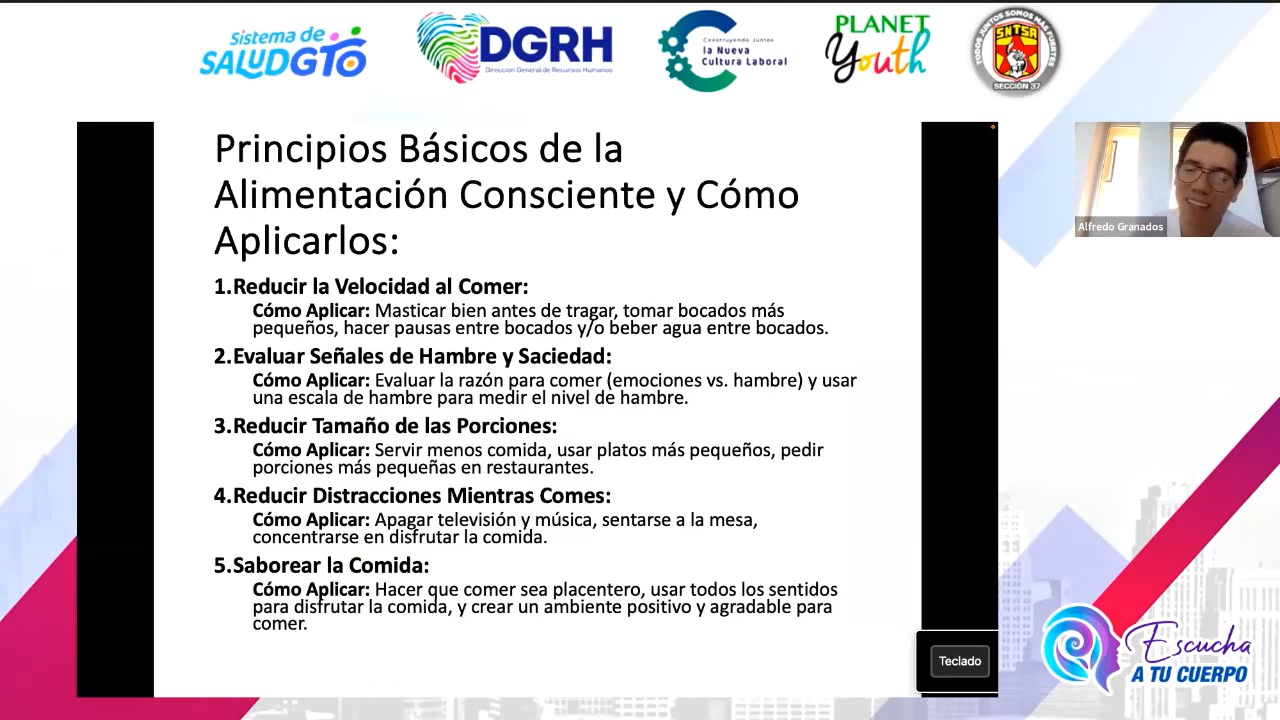 Sistema de
SALUDGTO
DGRH
Dirección General de Recursos Humanos
Construyendo Juntos
la Nueva
Cultura Laboral
PLANET
Youth
TODOS JUNTOS SOMOS MAS FUERTES
SNTSA
SECCIÓN 37
Principios Básicos de la
Alimentación Consciente y Cómo
Aplicarlos:
1.Reducir la Velocidad al Comer:
Cómo Aplicar: Masticar bien antes de tragar, tomar bocados más
pequeños, hacer pausas entre bocados y/o beber agua entre bocados.
2.Evaluar Señales de Hambre y Saciedad:
Cómo Aplicar: Evaluar la razón para comer (emociones vs. hambre) y usar
una escala de hambre para medir el nivel de hambre.
3.Reducir Tamaño de las Porciones:
Cómo Aplicar: Servir menos comida, usar platos más pequeños, pedir
porciones más pequeñas en restaurantes.
4.Reducir Distracciones Mientras Comes:
Cómo Aplicar: Apagar televisión y música, sentarse a la mesa,
concentrarse en disfrutar la comida.
5.Saborear la Comida:
Cómo Aplicar: Hacer que comer sea placentero, usar todos los sentidos
para disfrutar la comida, y crear un ambiente positivo y agradable para
comer.
Alfredo Granados
Teclado
Escucha
A TU CUERPO